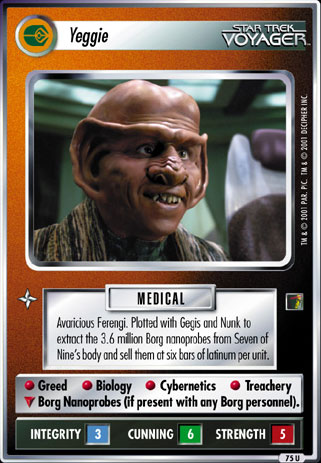 Yeggie
STAR TREK
VOYAGER™
TM & © 2001 PAR. PIC. TM & © 2001 DECIPHER INC.
MEDICAL
Avaricious Ferengi. Plotted with Gegis and Nunk to
extract the 3.6 million Borg nanoprobes from Seven of
Nine's body and sell them at six bars of latinum per unit.
Greed Biology Cybernetics Treachery
Borg Nanoprobes (if present with any Borg personnel).
INTEGRITY 3 CUNNING 6 STRENGTH 5
75 U